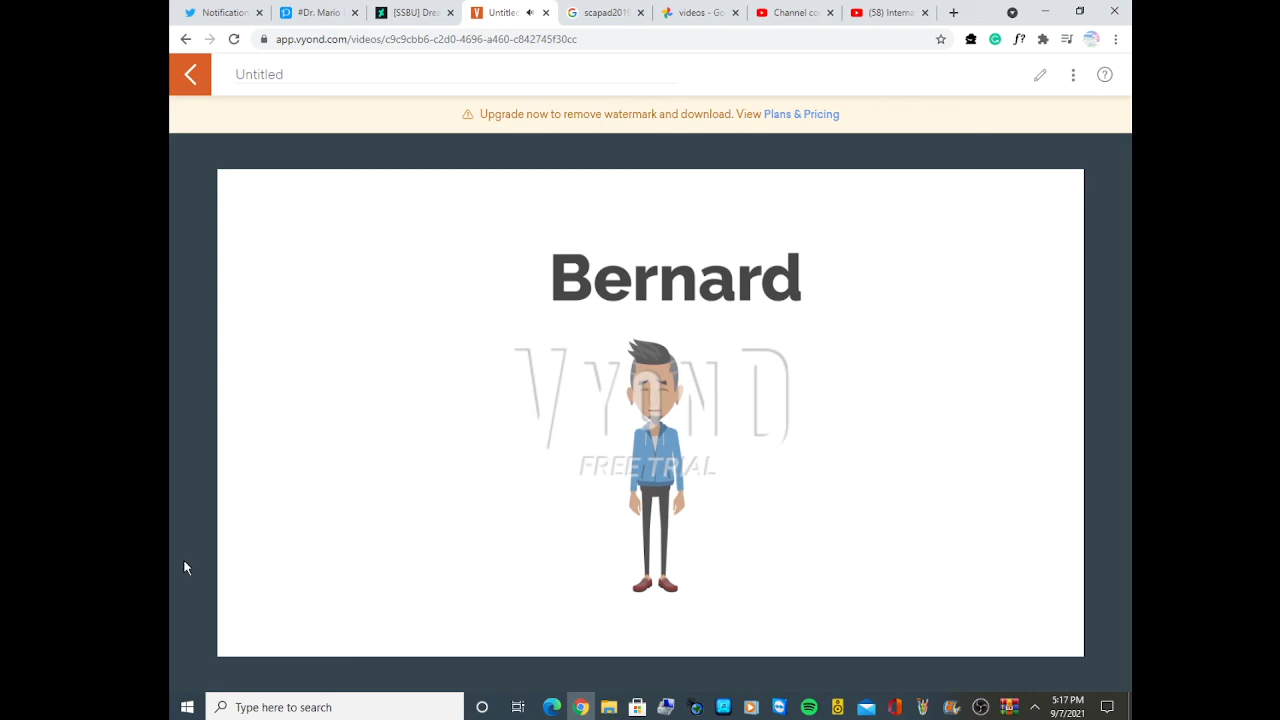 Notification
#Dr. Mario
[SSBU] Drea
Untitled
scapad2019
videos - Go
Channel co
(58) Interna
app.vyond.com/videos/c9c9cbb6-c2d0-4696-a460-c842745f30cc
Untitled
Upgrade now to remove watermark and download. View Plans & Pricing
Bernard
VYOND
FREE TRIAL
Type here to search
5:17 PM
9/7/2021